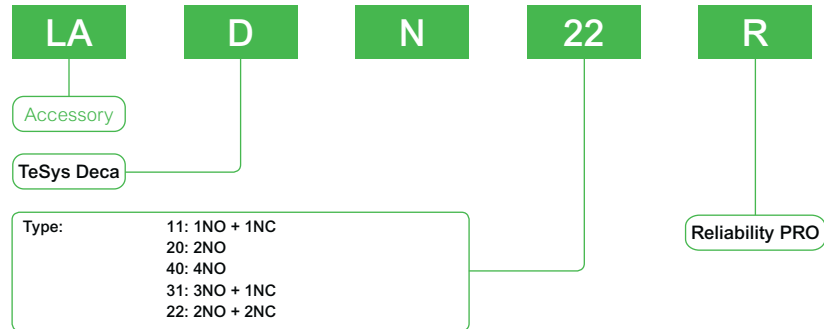 LA D N 22 R
Accessory
TeSys Deca
Type: 11: 1NO + 1NC
20: 2NO
40: 4NO
31: 3NO + 1NC
22: 2NO + 2NC
Reliability PRO